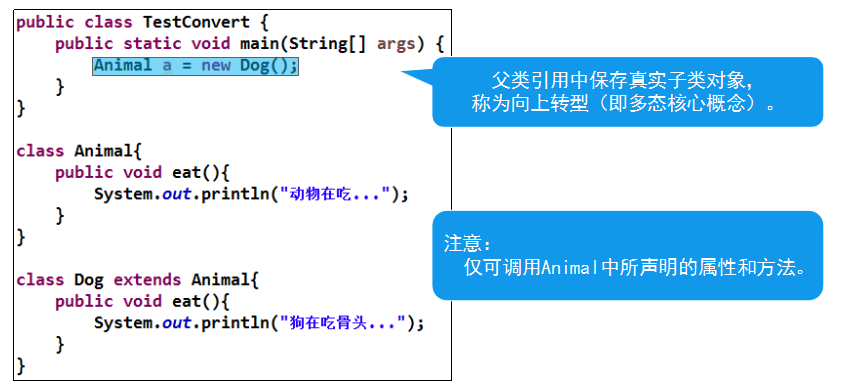 public class TestConvert {
    public static void main(String[] args) {
        Animal a = new Dog();
    }
}
class Animal{
    public void eat(){
        System.out.println("动物在吃...");
    }
}
class Dog extends Animal{
    public void eat(){
        System.out.println("狗在吃骨头...");
    }
}
父类引用中保存真实子类对象，
称为向上转型（即多态核心概念）。
注意：
仅可调用Animal中所声明的属性和方法。